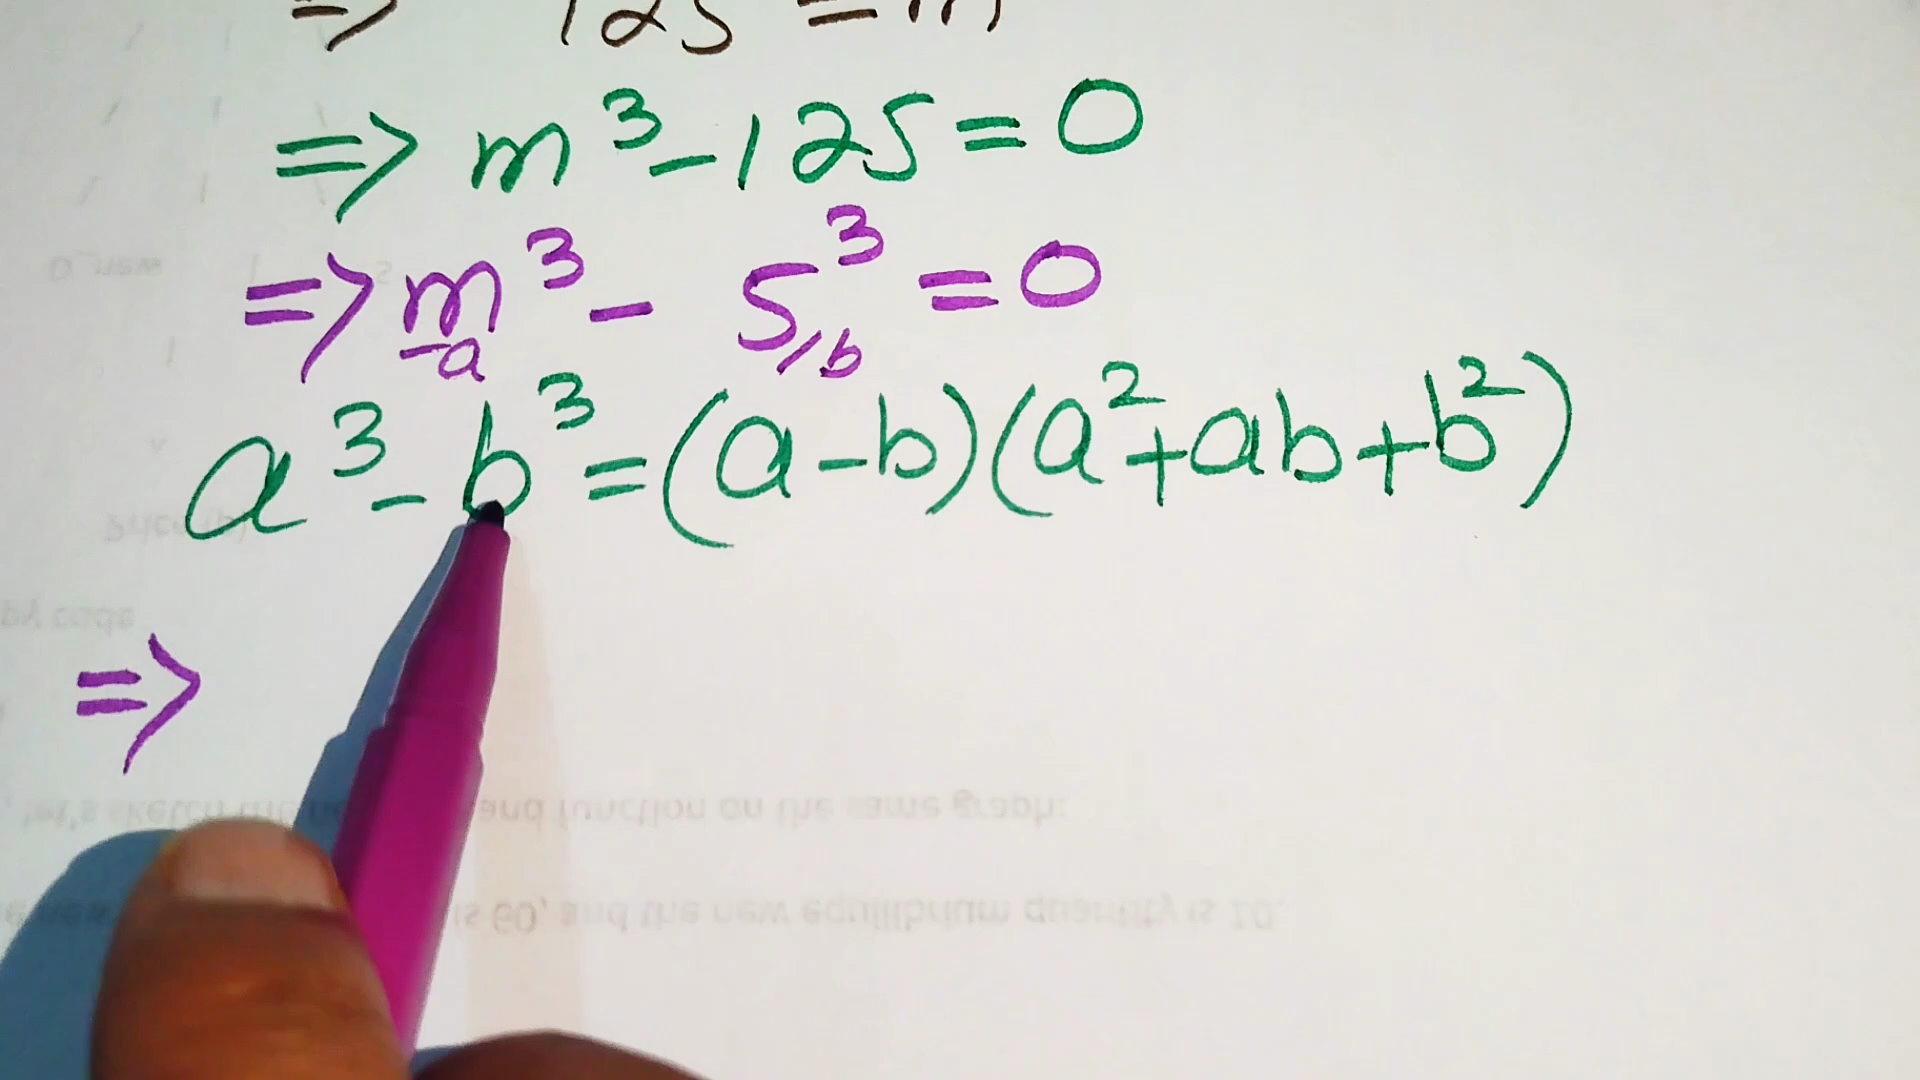 => 125 = m
=> m³ - 125 = 0
=> m³ - 5³ = 0
a b
a³ - b³ = (a - b)(a² + ab + b²)
=>